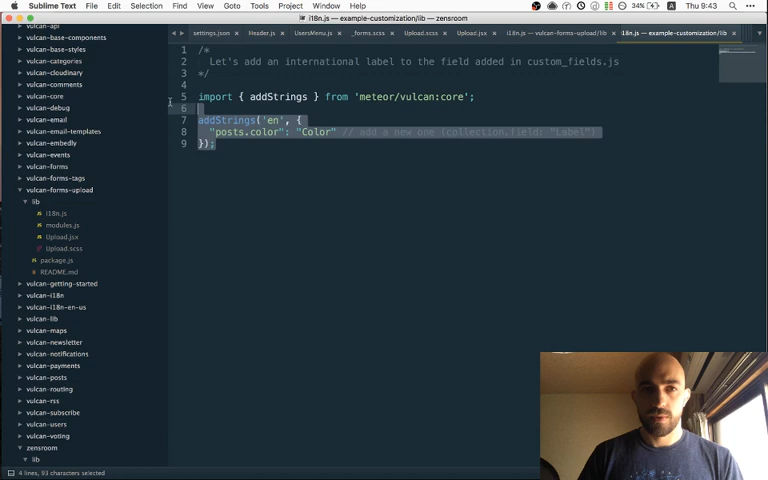 Sublime Text File Edit Selection Find View Goto Tools Project Window Help 34% Thu 9:43
i18n.js — example-customization/lib — zensroom
settings.json Header.js UsersMenu.js _forms.scss Upload.scss Upload.jsx i18n.js — vulcan-forms-upload/lib i18n.js — example-customization/lib
vulcan-api
vulcan-base-components
vulcan-base-styles
vulcan-categories
vulcan-cloudinary
vulcan-comments
vulcan-core
vulcan-debug
vulcan-email
vulcan-email-templates
vulcan-embedly
vulcan-events
vulcan-forms
vulcan-forms-tags
vulcan-forms-upload
lib
i18n.js
modules.js
Upload.jsx
Upload.scss
package.js
README.md
vulcan-getting-started
vulcan-i18n
vulcan-i18n-en-us
vulcan-lib
vulcan-maps
vulcan-newsletter
vulcan-notifications
vulcan-payments
vulcan-posts
vulcan-routing
vulcan-rss
vulcan-subscribe
vulcan-users
vulcan-voting
zensroom
lib
1 /*
2 Let's add an international label to the field added in custom_fields.js
3 */
4
5 import { addStrings } from 'meteor/vulcan:core';
6
7 addStrings('en', {
8 "posts.color": "Color" // add a new one (collection.field: "Label")
9 });
4 lines, 93 characters selected